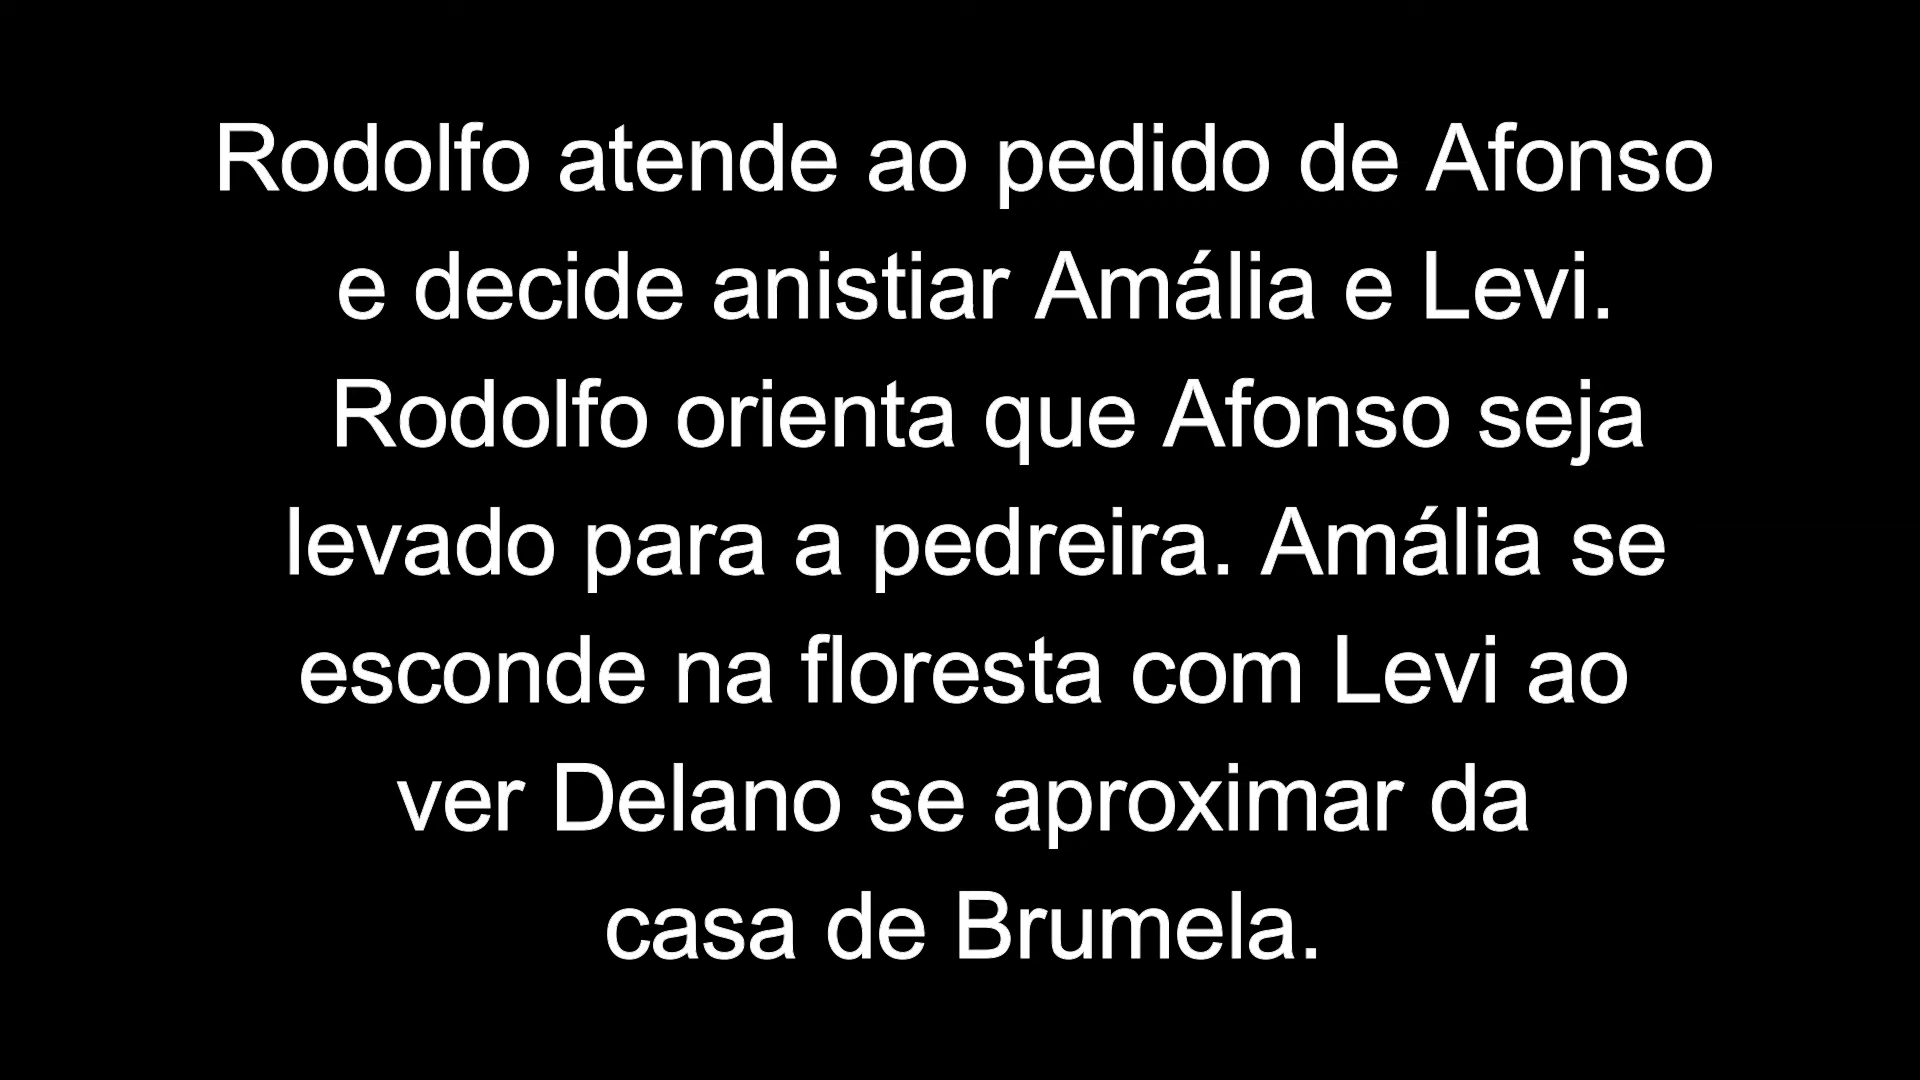 Rodolfo atende ao pedido de Afonso
e decide anistiar Amália e Levi.
Rodolfo orienta que Afonso seja
levado para a pedreira. Amália se
esconde na floresta com Levi ao
ver Delano se aproximar da
casa de Brumela.